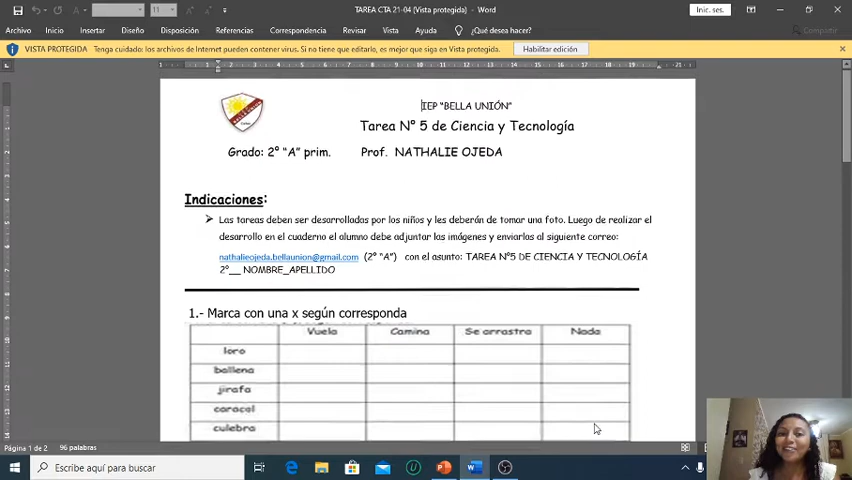 TAREA CTA 21-04 (Vista protegida) - Word
Inic. ses.
Archivo Inicio Insertar Diseño Disposición Referencias Correspondencia Revisar Vista Ayuda ¿Qué desea hacer? Compartir
VISTA PROTEGIDA Tenga cuidado: los archivos de Internet pueden contener virus. Si no tiene que editarlo, es mejor que siga en Vista protegida. Habilitar edición
IEP "BELLA UNIÓN"
Tarea N° 5 de Ciencia y Tecnología
Grado: 2° "A" prim. Prof. NATHALIE OJEDA
Indicaciones:
Las tareas deben ser desarrolladas por los niños y les deberán de tomar una foto. Luego de realizar el
desarrollo en el cuaderno el alumno debe adjuntar las imágenes y enviarlas al siguiente correo:
nathalieojeda.bellaunion@gmail.com (2° "A") con el asunto: TAREA N°5 DE CIENCIA Y TECNOLOGÍA
2°__ NOMBRE_APELLIDO
1.- Marca con una x según corresponda
Vuela Camina Se arrastra Nada
loro
ballena
jirafa
caracol
culebra
Página 1 de 2 96 palabras
Escribe aquí para buscar